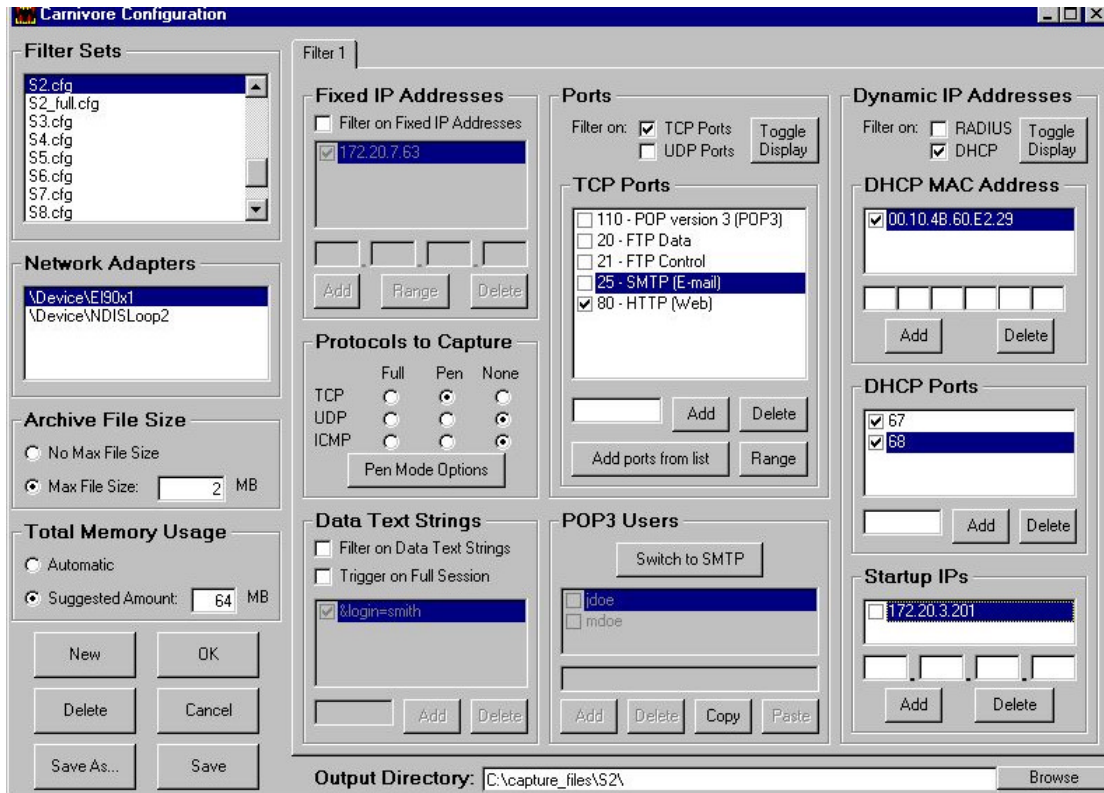 Carnivore Configuration
Filter Sets
S2.cfg
S2_full.cfg
S3.cfg
S4.cfg
S5.cfg
S6.cfg
S7.cfg
S8.cfg
Network Adapters
\Device\El90x1
\Device\NDISLoop2
Archive File Size
No Max File Size
Max File Size: 2 MB
Total Memory Usage
Automatic
Suggested Amount: 64 MB
New OK
Delete Cancel
Save As... Save
Filter 1
Fixed IP Addresses
Filter on Fixed IP Addresses
172.20.7.63
Add Range Delete
Protocols to Capture
Full Pen None
TCP
UDP
ICMP
Pen Mode Options
Data Text Strings
Filter on Data Text Strings
Trigger on Full Session
&login=smith
Add Delete
Ports
Filter on: TCP Ports
UDP Ports
Toggle
Display
TCP Ports
110 - POP version 3 (POP3)
20 - FTP Data
21 - FTP Control
25 - SMTP (E-mail)
80 - HTTP (Web)
Add Delete
Add ports from list Range
POP3 Users
Switch to SMTP
jdoe
mdoe
Add Delete Copy Paste
Dynamic IP Addresses
Filter on: RADIUS
DHCP
Toggle
Display
DHCP MAC Address
00.10.4B.60.E2.29
Add Delete
DHCP Ports
67
68
Add Delete
Startup IPs
172.20.3.201
Add Delete
Output Directory: C:\capture_files\S2\ Browse